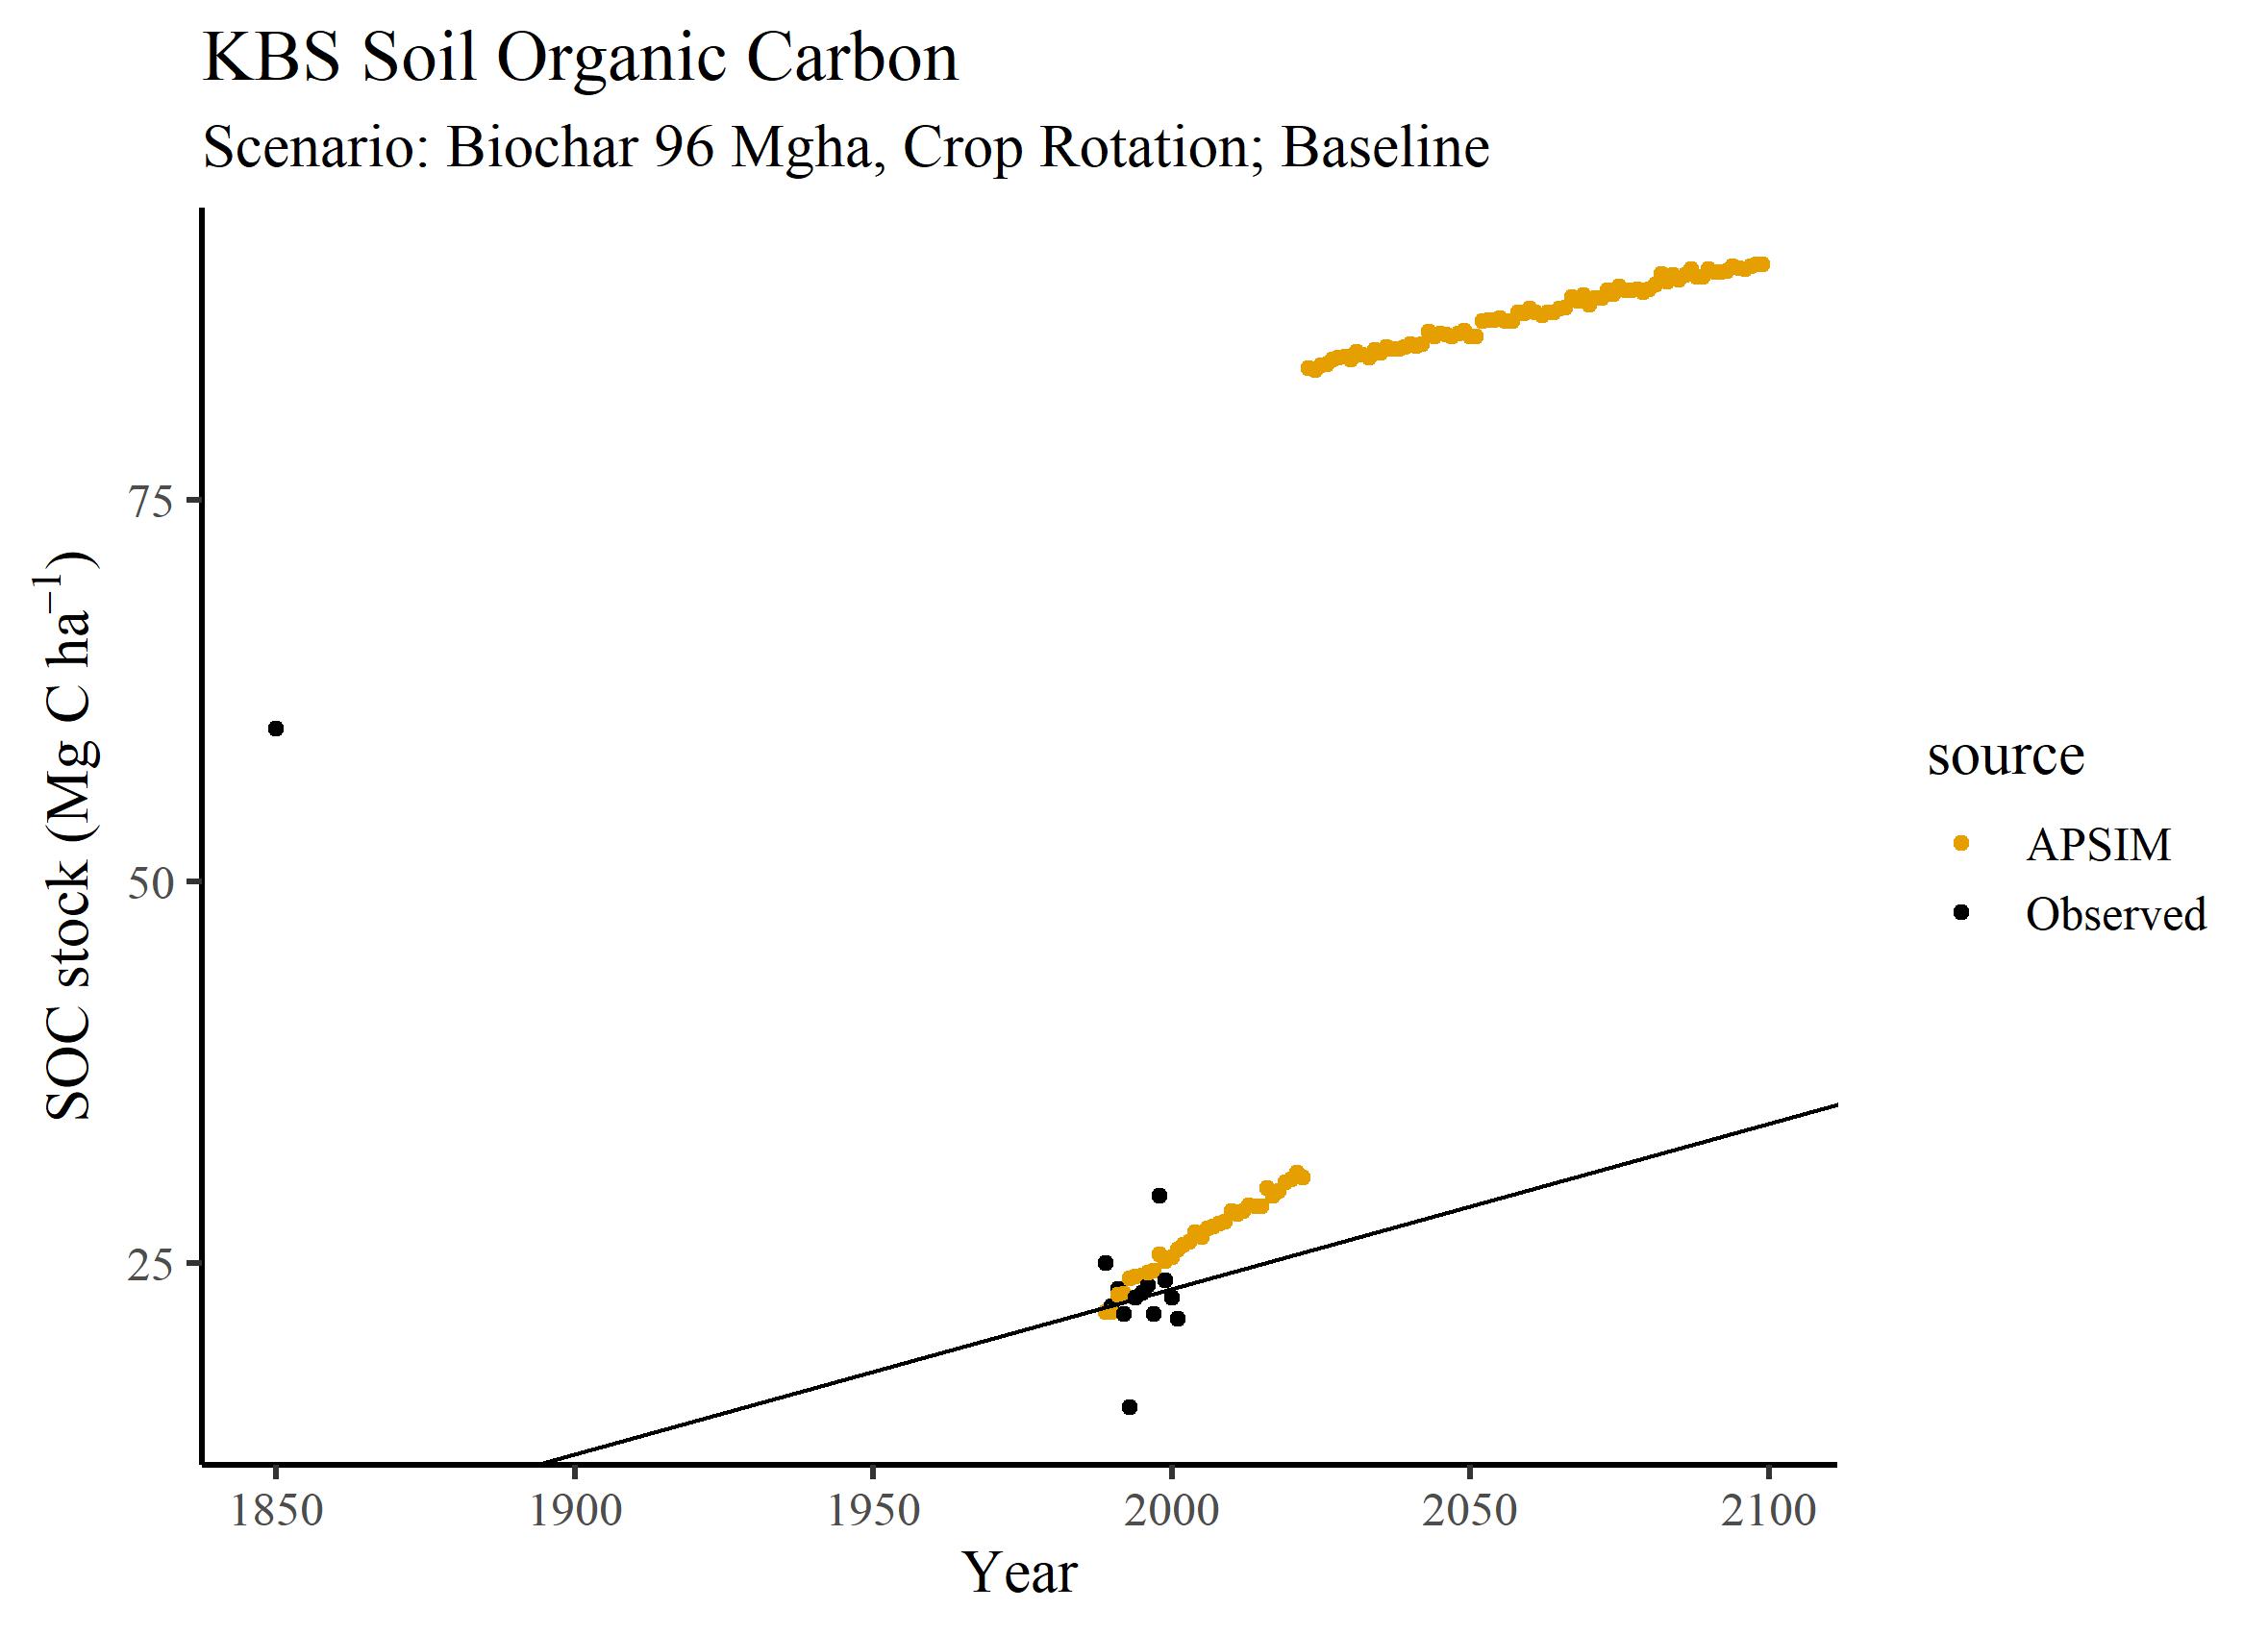 KBS Soil Organic Carbon
Scenario: Biochar 96 Mgha, Crop Rotation; Baseline
SOC stock (Mg C ha−1)
75
50
25
1850 1900 1950 2000 2050 2100
Year
source
APSIM
Observed